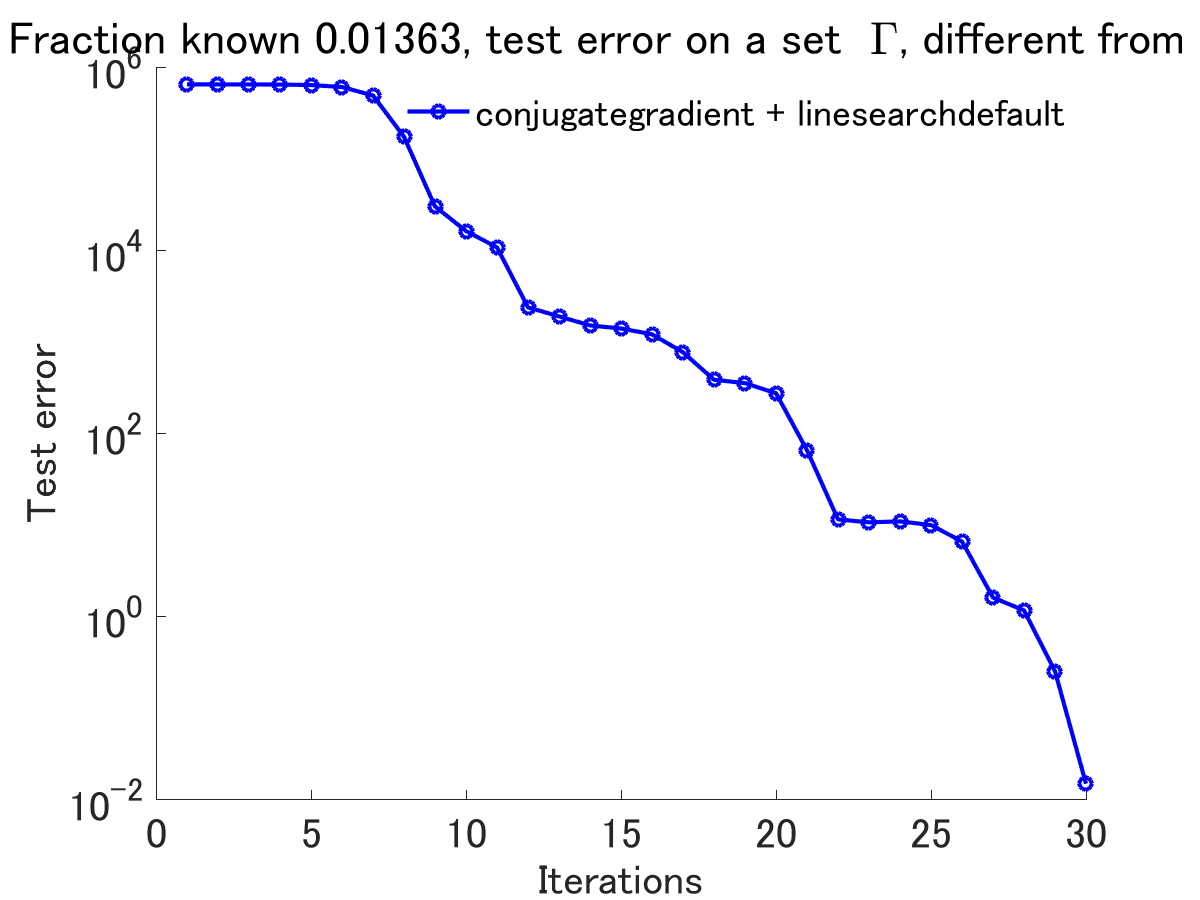 Fraction known 0.01363, test error on a set Γ, different from
conjugategradient + linesearchdefault
Test error
10^6
10^4
10^2
10^0
10^-2
0 5 10 15 20 25 30
Iterations